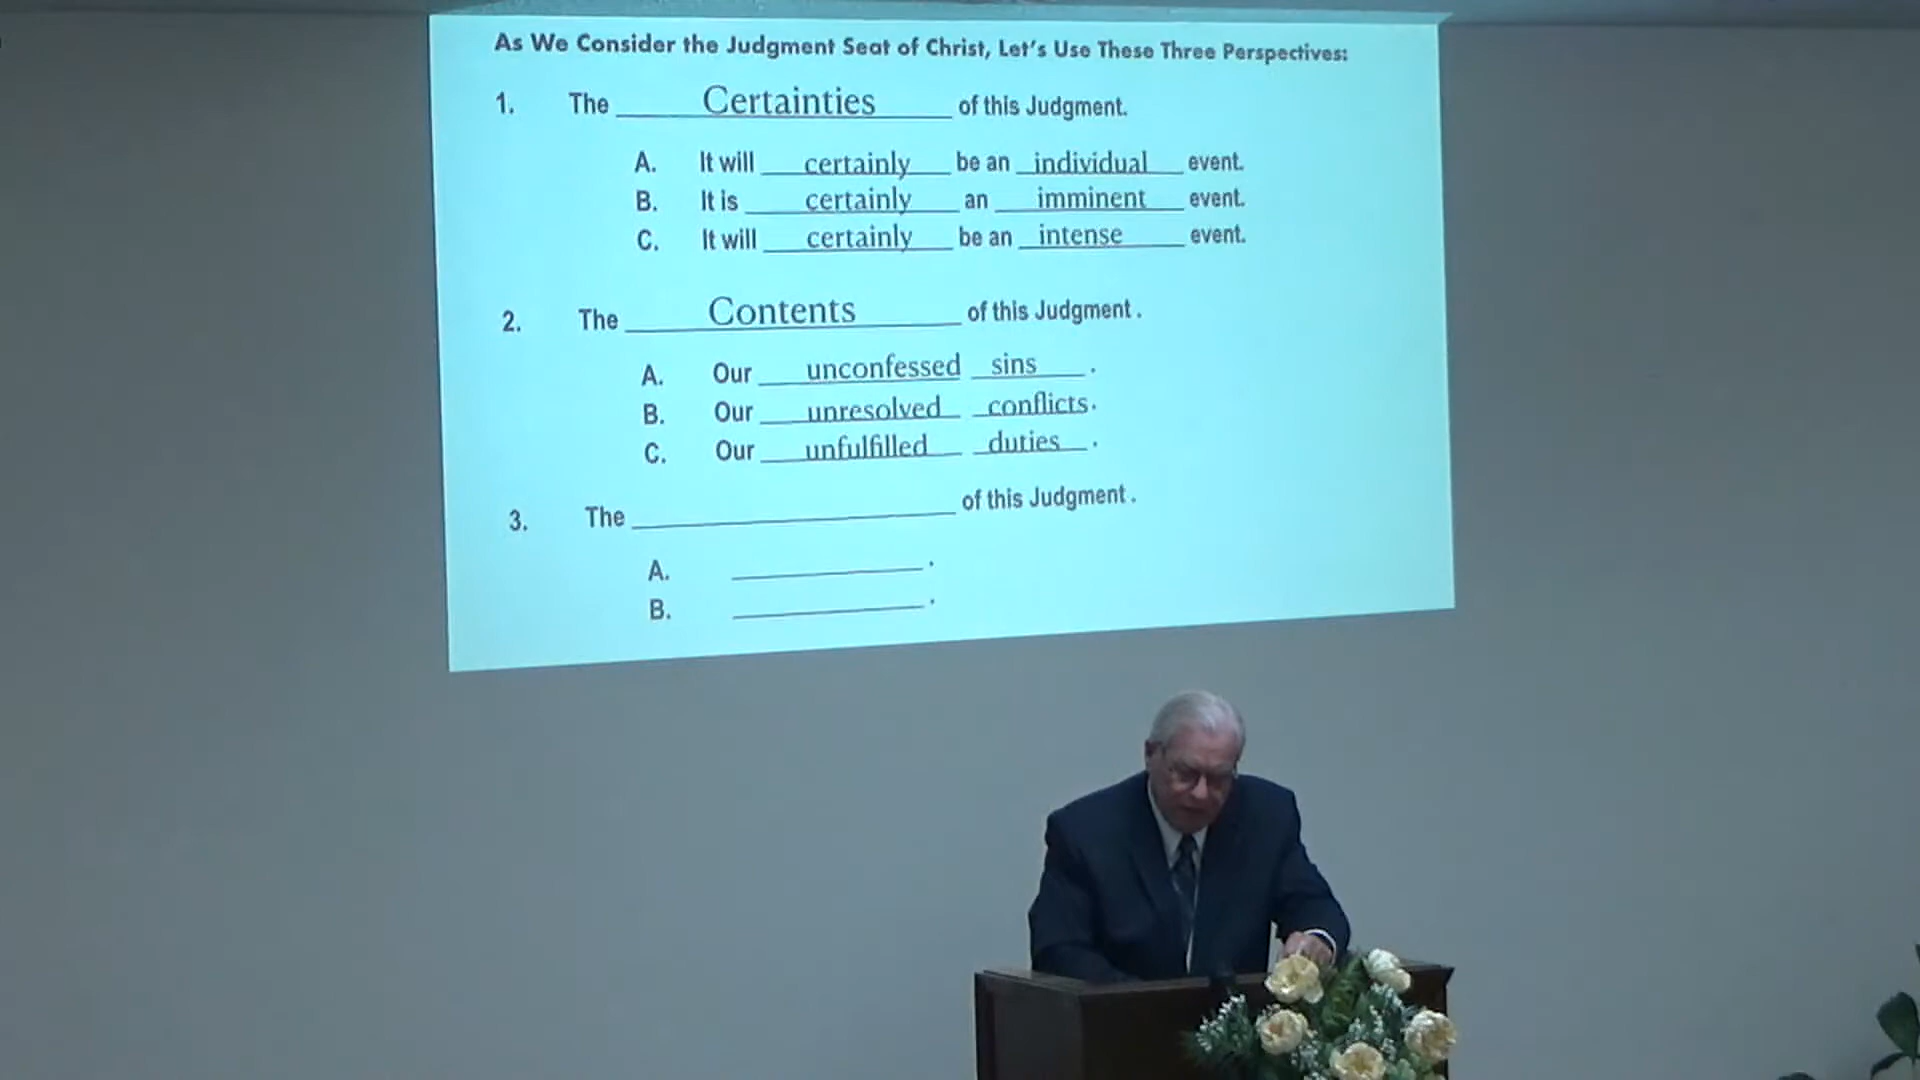 As We Consider the Judgment Seat of Christ, Let's Use These Three Perspectives:
1. The Certainties of this Judgment.
A. It will certainly be an individual event.
B. It is certainly an imminent event.
C. It will certainly be an intense event.
2. The Contents of this Judgment .
A. Our unconfessed sins .
B. Our unresolved conflicts.
C. Our unfulfilled duties .
3. The ____________ of this Judgment .
A. ____________ .
B. ____________ .